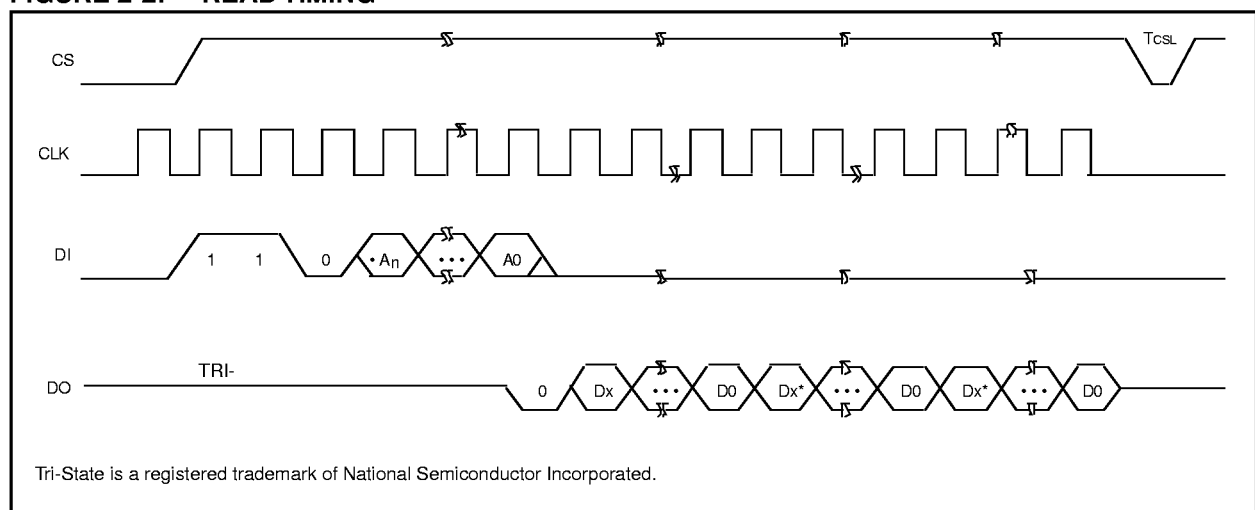 FIGURE 2-2: READ TIMING
CS
TCSL
CLK
DI
1 1 0 • An ••• A0
DO
TRI-
0 Dx ••• D0 Dx* ••• D0 Dx* ••• D0
Tri-State is a registered trademark of National Semiconductor Incorporated.